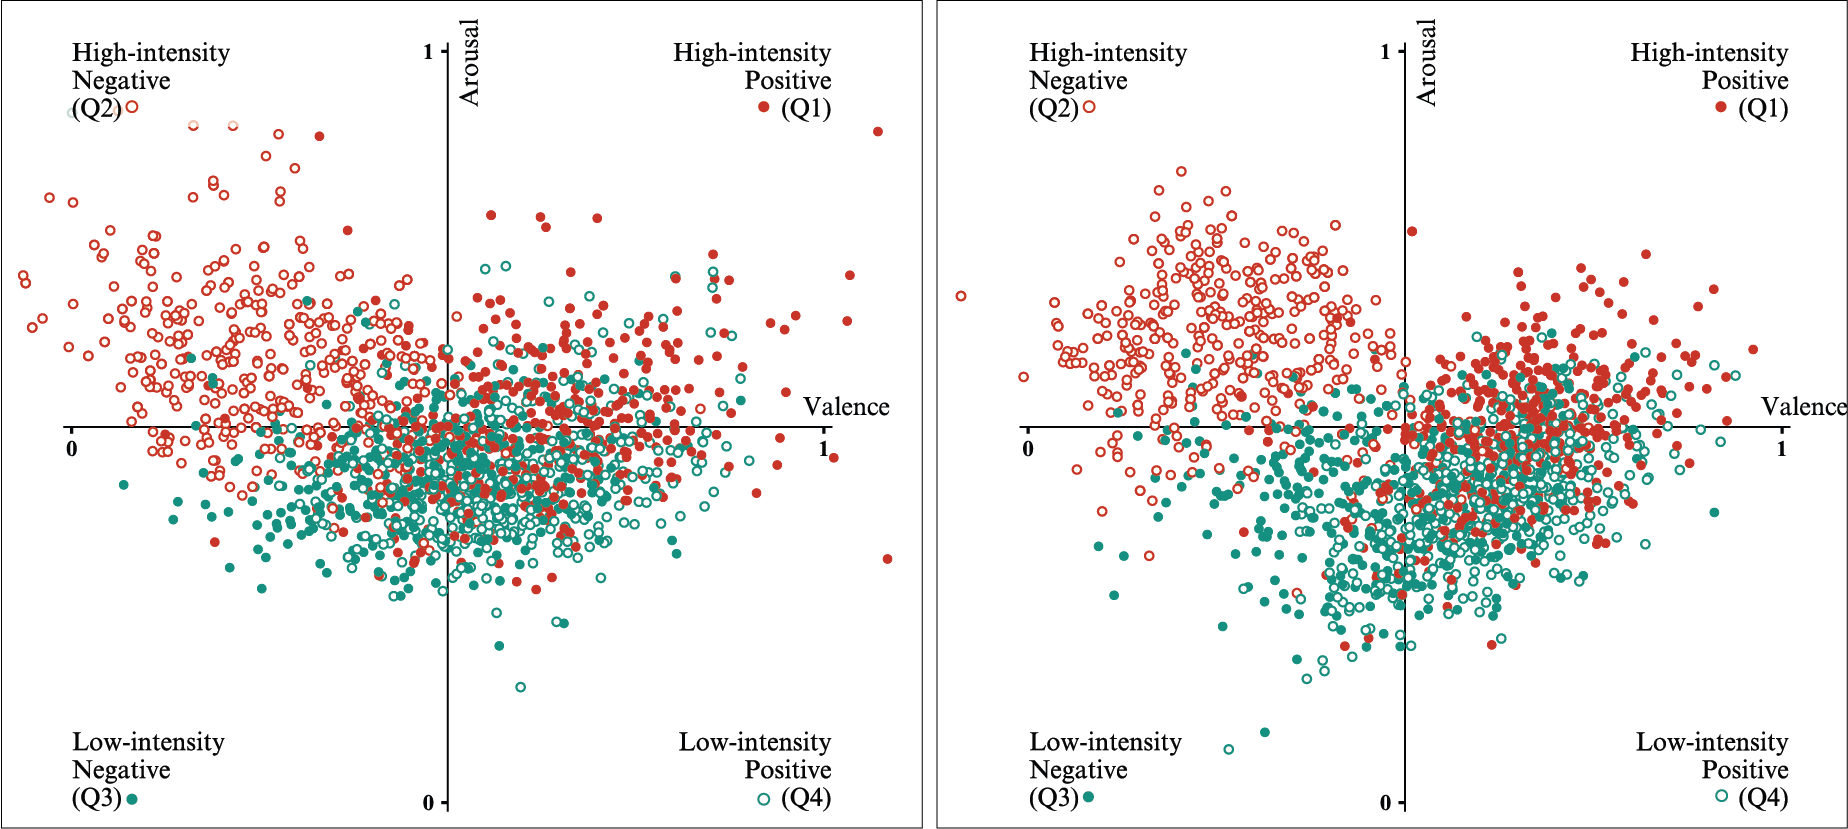 High-intensity
Negative
(Q2)
1
Arousal
High-intensity
Positive
(Q1)
Valence
0
1
Low-intensity
Negative
(Q3)
0
Low-intensity
Positive
(Q4)
High-intensity
Negative
(Q2)
1
Arousal
High-intensity
Positive
(Q1)
Valence
0
1
Low-intensity
Negative
(Q3)
0
Low-intensity
Positive
(Q4)